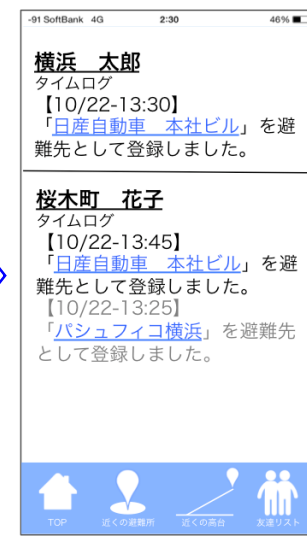 -91 SoftBank 4G 2:30 46%
横浜 太郎
タイムログ
【10/22-13:30】
「日産自動車 本社ビル」を避
難先として登録しました。
桜木町 花子
タイムログ
【10/22-13:45】
「日産自動車 本社ビル」を避
難先として登録しました。
【10/22-13:25】
「パシュフィコ横浜」を避難先
として登録しました。
TOP 近くの避難所 近くの高台 友達リスト